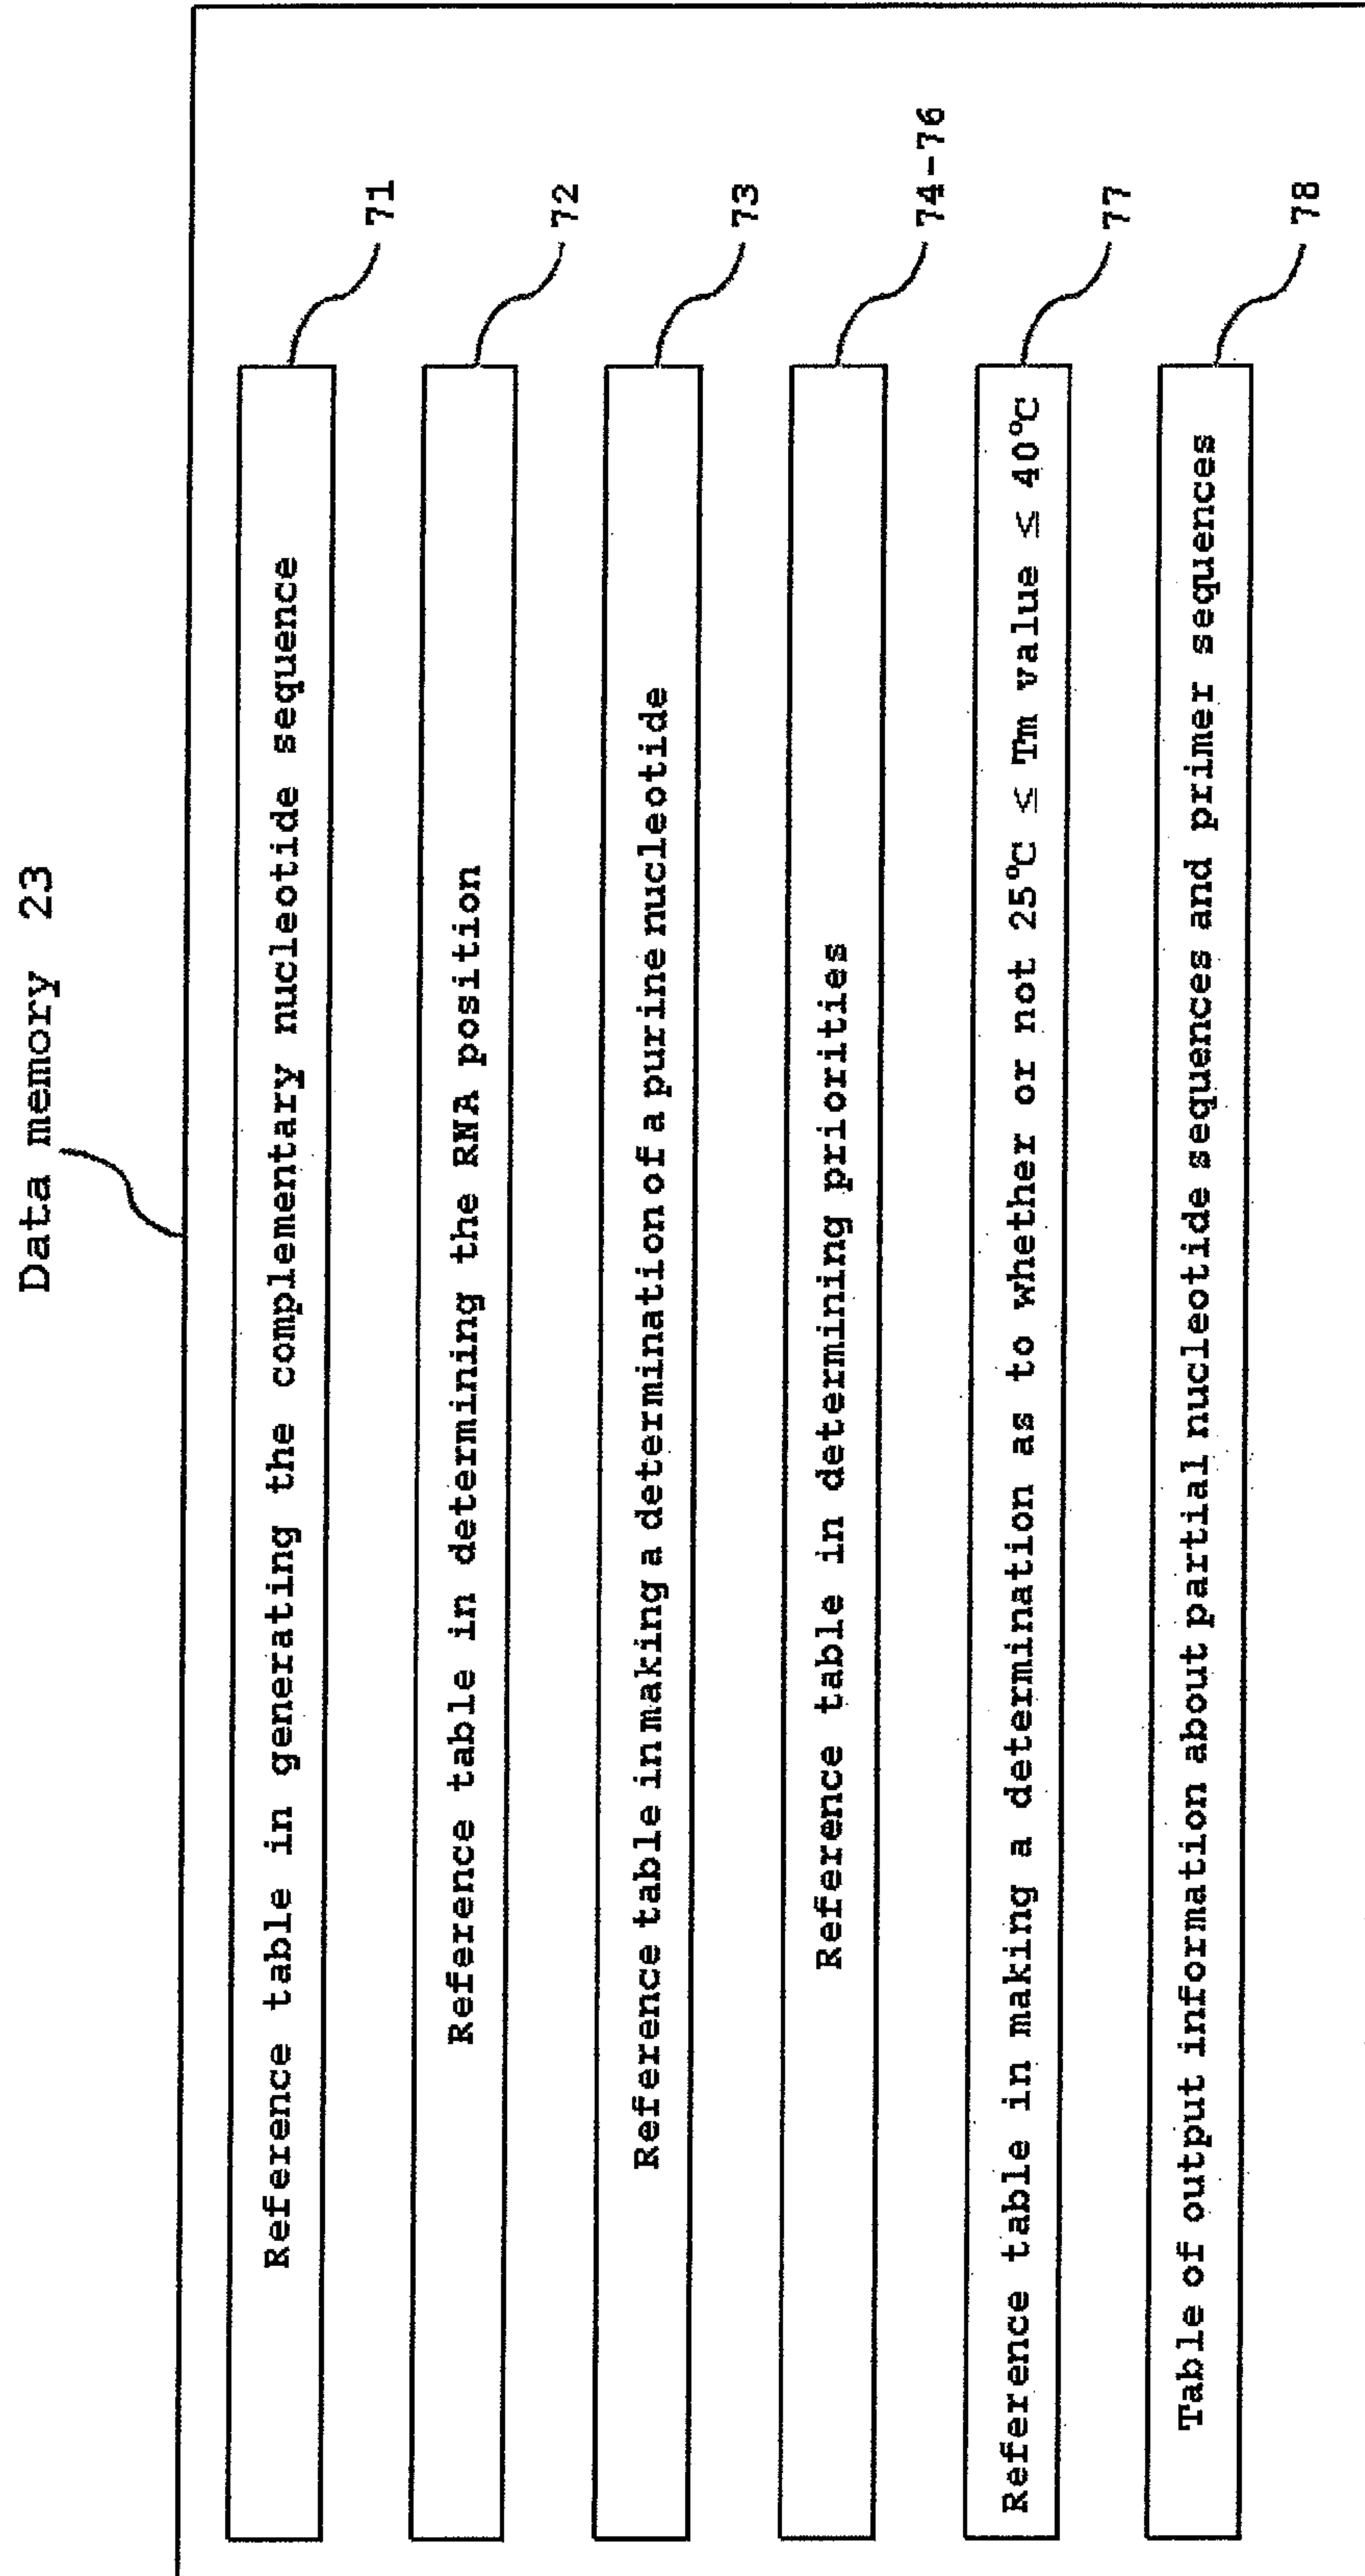 Data memory 23
Reference table in generating the complementary nucleotide sequence
71
Reference table in determining the RNA position
72
Reference table in making a determination of a purine nucleotide
73
Reference table in determining priorities
74-76
Reference table in making a determination as to whether or not 25°C ≤ Tm value ≤ 40°C
77
Table of output information about partial nucleotide sequences and primer sequences
78